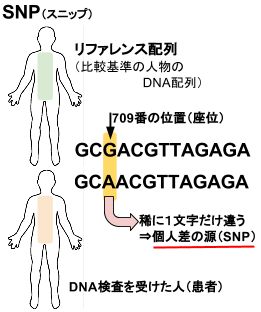 SNP(スニップ)
リファレンス配列
(比較基準の人物の
DNA配列)
709番の位置(座位)
GCGACGTTAGAGA
GCAACGTTAGAGA
稀に1文字だけ違う
⇒個人差の源(SNP)
DNA検査を受けた人(患者)